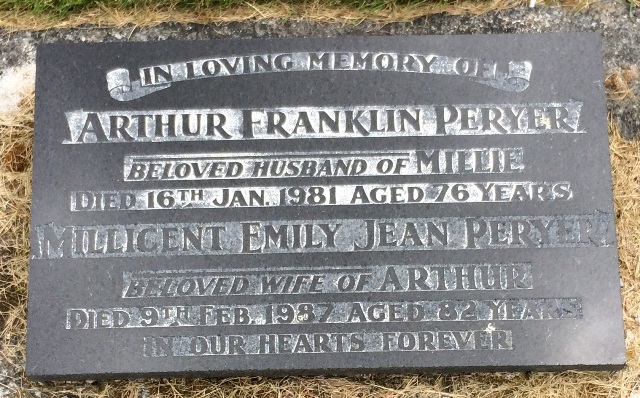 IN LOVING MEMORY OF
ARTHUR FRANKLIN PERYER
BELOVED HUSBAND OF MILLIE
DIED 16TH JAN. 1981 AGED 76 YEARS
MILLICENT EMILY JEAN PERYER
BELOVED WIFE OF ARTHUR
DIED 9TH FEB. 1987 AGED 82 YEARS
IN OUR HEARTS FOREVER